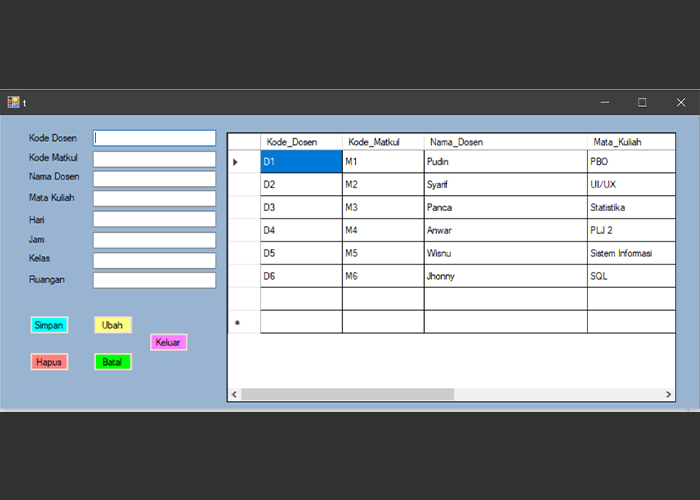 t
Kode Dosen
Kode Matkul
Nama Dosen
Mata Kuliah
Hari
Jam
Kelas
Ruangan
Simpan Ubah
Keluar
Hapus Batal
Kode_Dosen Kode_Matkul Nama_Dosen Mata_Kuliah
D1 M1 Pudin PBO
D2 M2 Syarif UI/UX
D3 M3 Panca Statistika
D4 M4 Anwar PLJ 2
D5 M5 Wisnu Sistem Informasi
D6 M6 Jhonny SQL